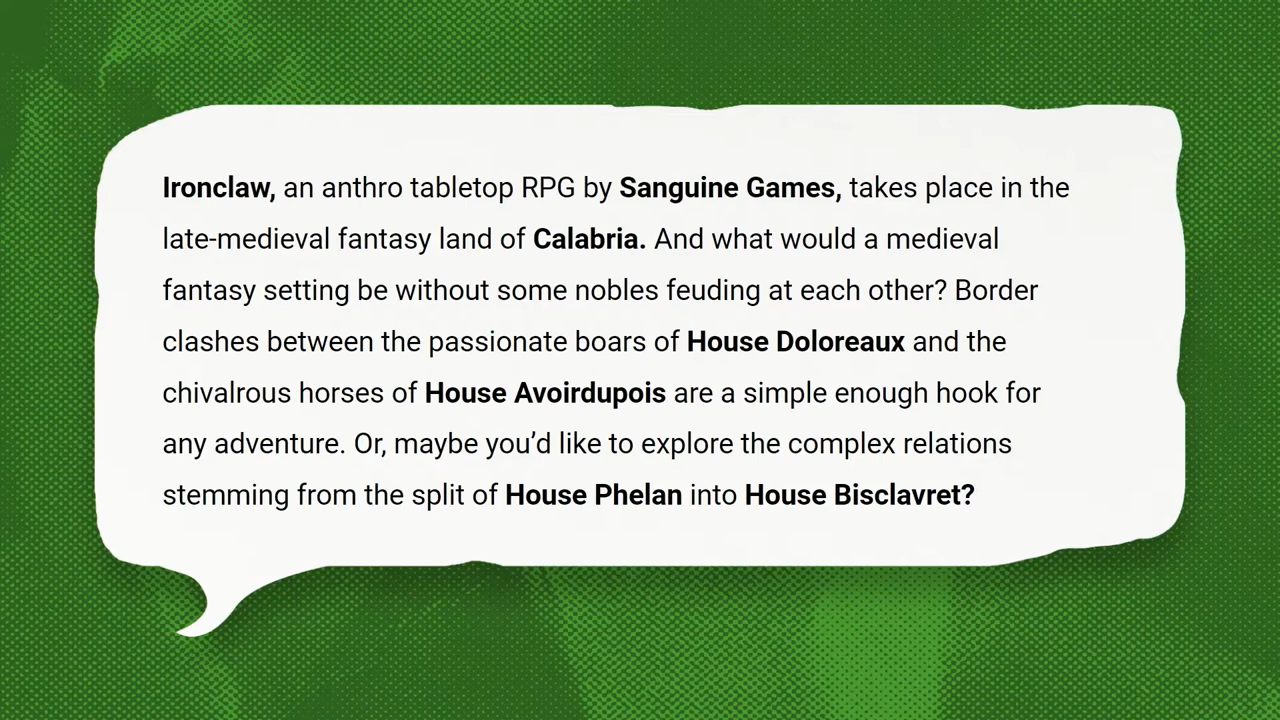 Ironclaw, an anthro tabletop RPG by Sanguine Games, takes place in the
late-medieval fantasy land of Calabria. And what would a medieval
fantasy setting be without some nobles feuding at each other? Border
clashes between the passionate boars of House Doloreaux and the
chivalrous horses of House Avoirdupois are a simple enough hook for
any adventure. Or, maybe you’d like to explore the complex relations
stemming from the split of House Phelan into House Bisclavret?